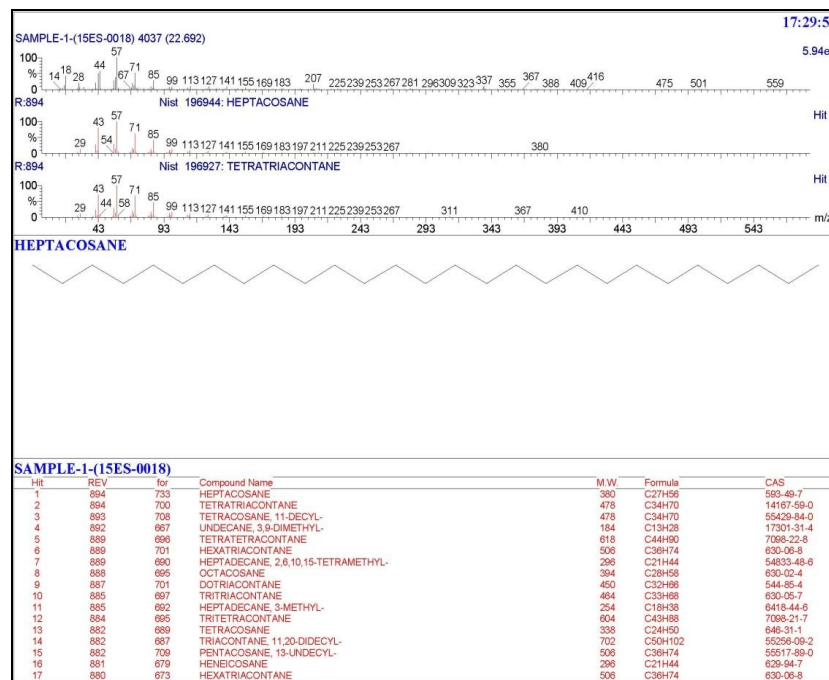 17:29:5
SAMPLE-1-(15ES-0018) 4037 (22.692)
5.94e
100
%
0
14 18 28 44 57 67 71 85 99 113 127 141 155 169 183 207 225 239 253 267 281 296 309 323 337 355 367 388 409 416 475 501 559
R:894 Nist 196944: HEPTACOSANE Hit
100
%
0
29 43 54 57 71 85 99 113 127 141 155 169 183 197 211 225 239 253 267 380
R:894 Nist 196927: TETRATRIACONTANE Hit
100
%
0
29 43 44 57 58 71 85 99 113 127 141 155 169 183 197 211 225 239 253 267 311 367 410
m/z
43 93 143 193 243 293 343 393 443 493 543
HEPTACOSANE
SAMPLE-1-(15ES-0018)
Hit REV for Compound Name M.W. Formula CAS
1 894 733 HEPTACOSANE 380 C27H56 593-49-7
2 894 700 TETRATRIACONTANE 478 C34H70 14167-59-0
3 893 708 TETRACOSANE, 11-DECYL- 478 C34H70 55429-84-0
4 892 667 UNDECANE, 3,9-DIMETHYL- 184 C13H28 17301-31-4
5 889 696 TETRATETRACONTANE 618 C44H90 7098-22-8
6 889 701 HEXATRIACONTANE 506 C36H74 630-06-8
7 889 690 HEPTADECANE, 2,6,10,15-TETRAMETHYL- 296 C21H44 54833-48-6
8 888 695 OCTACOSANE 394 C28H58 630-02-4
9 887 701 DOTRIACONTANE 450 C32H66 544-85-4
10 885 697 TRITRIACONTANE 464 C33H68 630-05-7
11 885 692 HEPTADECANE, 3-METHYL- 254 C18H38 6418-44-6
12 884 695 TRITETRACONTANE 604 C43H88 7098-21-7
13 882 689 TETRACOSANE 338 C24H50 646-31-1
14 882 687 TRIACONTANE, 11,20-DIDECYL- 702 C50H102 55256-09-2
15 882 709 PENTACOSANE, 13-UNDECYL- 506 C36H74 55517-89-0
16 881 679 HENEICOSANE 296 C21H44 629-94-7
17 880 673 HEXATRIACONTANE 506 C36H74 630-06-8